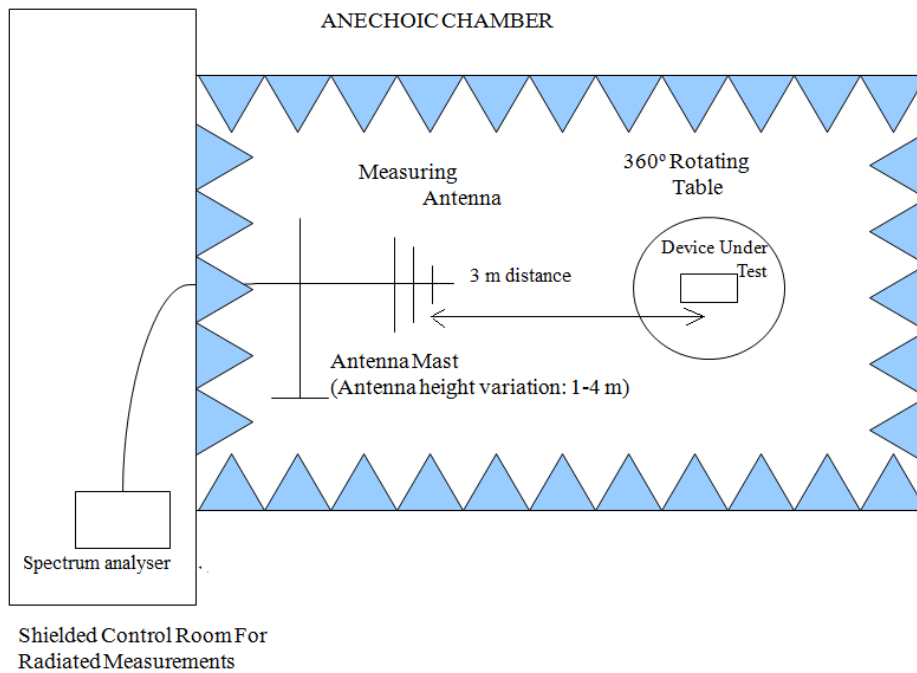 ANECHOIC CHAMBER
Measuring
Antenna
360º Rotating
Table
Device Under
Test
3 m distance
Antenna Mast
(Antenna height variation: 1-4 m)
Spectrum analyser
Shielded Control Room For
Radiated Measurements